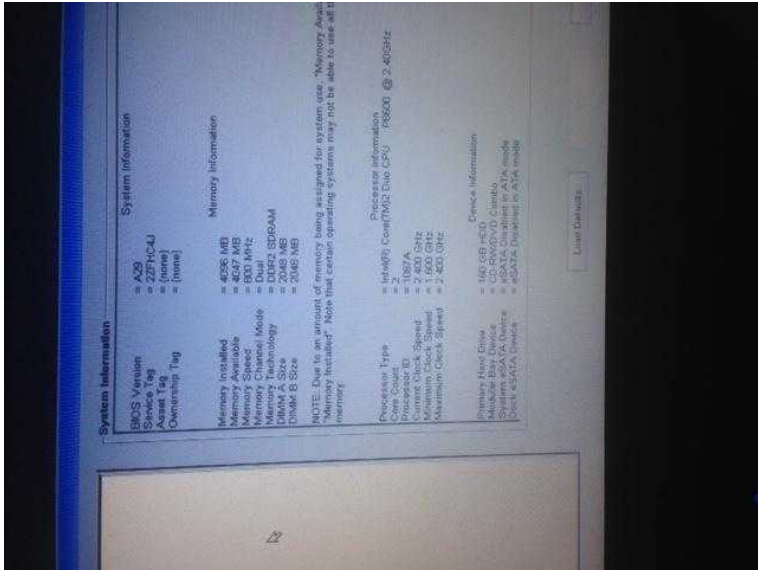 System Information
System Information
BIOS Version = A29
Service Tag = 2ZFHC4J
Asset Tag = (none)
Ownership Tag = (none)
Memory Information
Memory Installed = 4096 MB
Memory Available = 4047 MB
Memory Speed = 800 MHz
Memory Channel Mode = Dual
Memory Technology = DDR2 SDRAM
DIMM A Size = 2048 MB
DIMM B Size = 2048 MB
NOTE: Due to an amount of memory being assigned for system use, "Memory Avail
"Memory Installed". Note that certain operating systems may not be able to use all
memory.
Processor Information
Processor Type = Intel(R) Core(TM)2 Duo CPU P8600 @ 2.40GHz
Core Count = 2
Processor ID = 1067A
Current Clock Speed = 2.400 GHz
Minimum Clock Speed = 1.600 GHz
Maximum Clock Speed = 2.400 GHz
Device Information
Primary Hard Drive = 160 GB HDD
Modular Bay Device = CD-RW/DVD Combo
System eSATA Device = eSATA Disabled in ATA mode
Dock eSATA Device = eSATA Disabled in ATA mode
Load Defaults